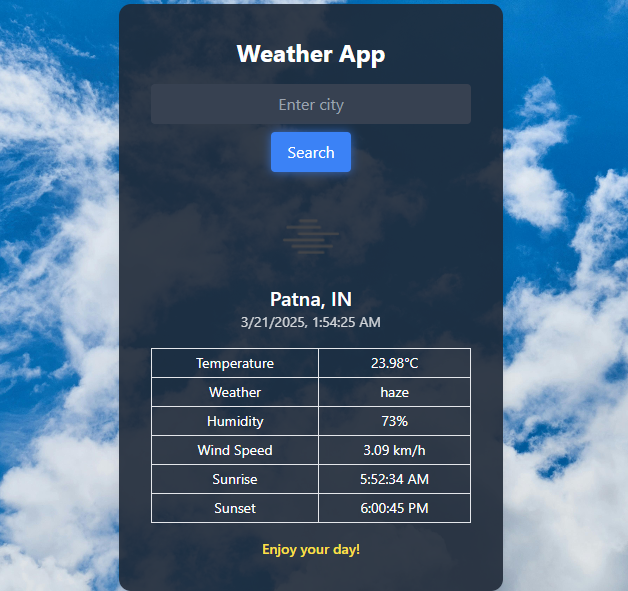 Weather App
Enter city
Search
Patna, IN
3/21/2025, 1:54:25 AM
Temperature 23.98°C
Weather haze
Humidity 73%
Wind Speed 3.09 km/h
Sunrise 5:52:34 AM
Sunset 6:00:45 PM
Enjoy your day!